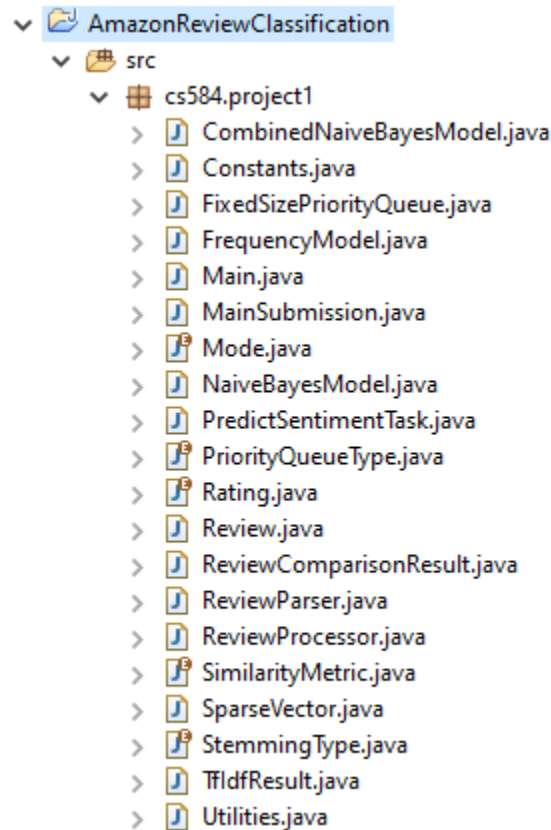 AmazonReviewClassification
src
cs584.project1
CombinedNaiveBayesModel.java
Constants.java
FixedSizePriorityQueue.java
FrequencyModel.java
Main.java
MainSubmission.java
Mode.java
NaiveBayesModel.java
PredictSentimentTask.java
PriorityQueueType.java
Rating.java
Review.java
ReviewComparisonResult.java
ReviewParser.java
ReviewProcessor.java
SimilarityMetric.java
SparseVector.java
StemmingType.java
TfIdfResult.java
Utilities.java